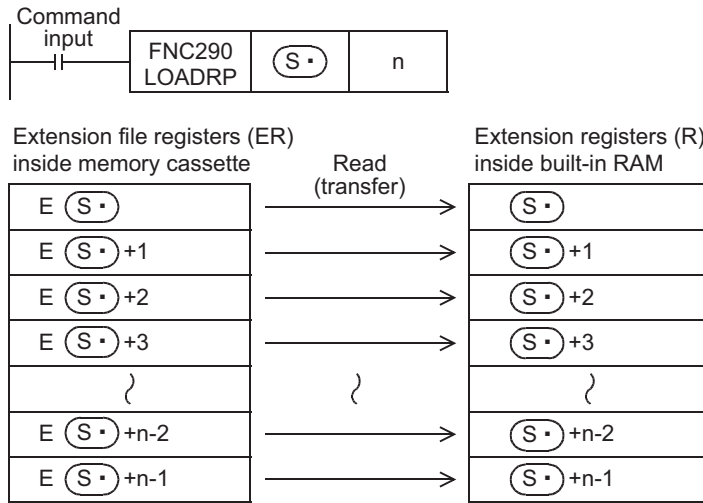 Command
input
FNC290
LOADRP
S·
n
Extension file registers (ER)
inside memory cassette
Read
(transfer)
Extension registers (R)
inside built-in RAM
E S·
S·
E S· +1
S· +1
E S· +2
S· +2
E S· +3
S· +3
E S· +n-2
S· +n-2
E S· +n-1
S· +n-1